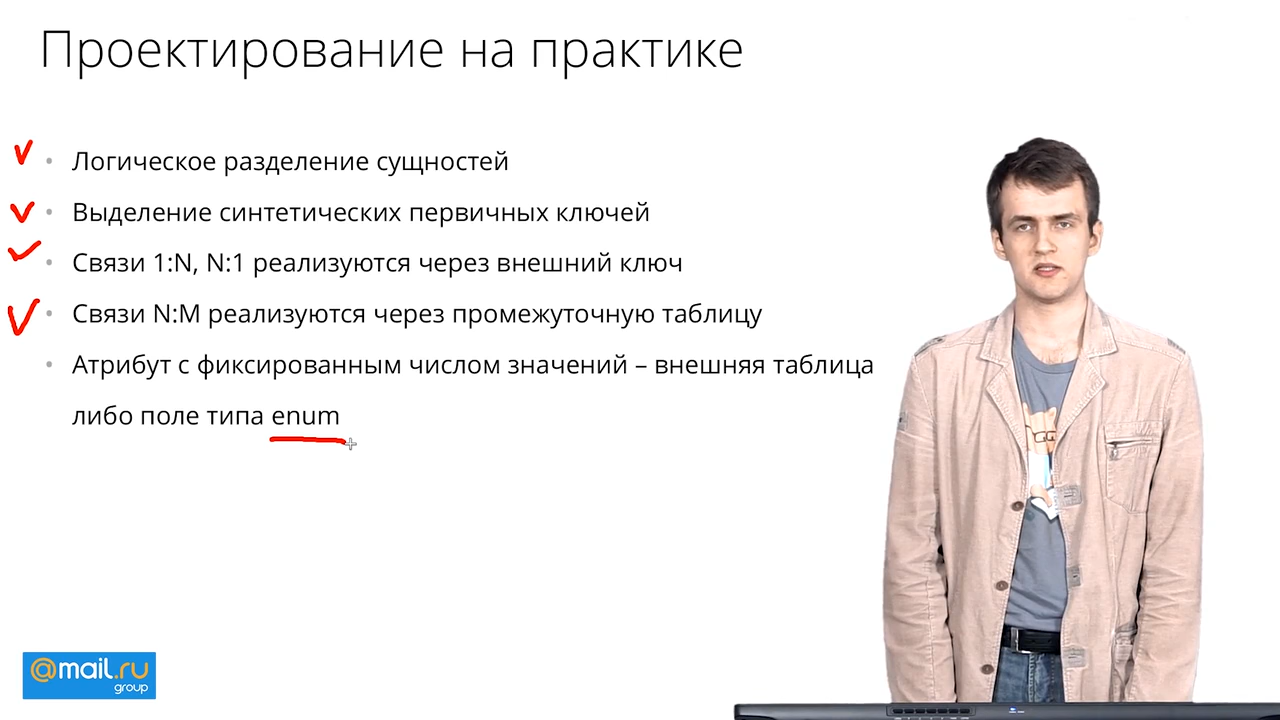 Проектирование на практике
Логическое разделение сущностей
Выделение синтетических первичных ключей
Связи 1:N, N:1 реализуются через внешний ключ
Связи N:M реализуются через промежуточную таблицу
Атрибут с фиксированным числом значений – внешняя таблица
либо поле типа enum
@mail.ru
group